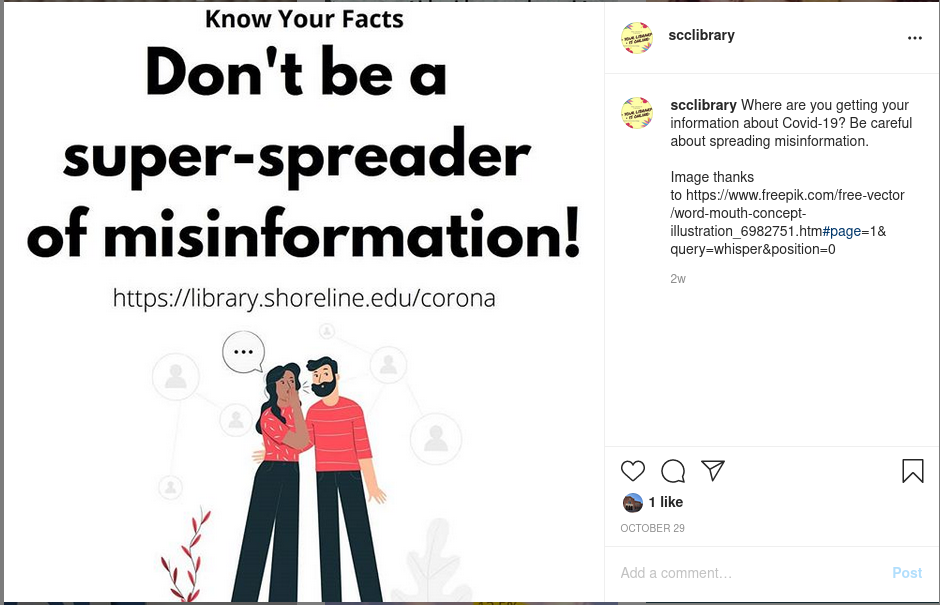 Know Your Facts
Don't be a
super-spreader
of misinformation!
https://library.shoreline.edu/corona
scclibrary
scclibrary Where are you getting your
information about Covid-19? Be careful
about spreading misinformation.
Image thanks
to https://www.freepik.com/free-vector
/word-mouth-concept-
illustration_6982751.htm#page=1&
query=whisper&position=0
2w
1 like
OCTOBER 29
Add a comment…
Post